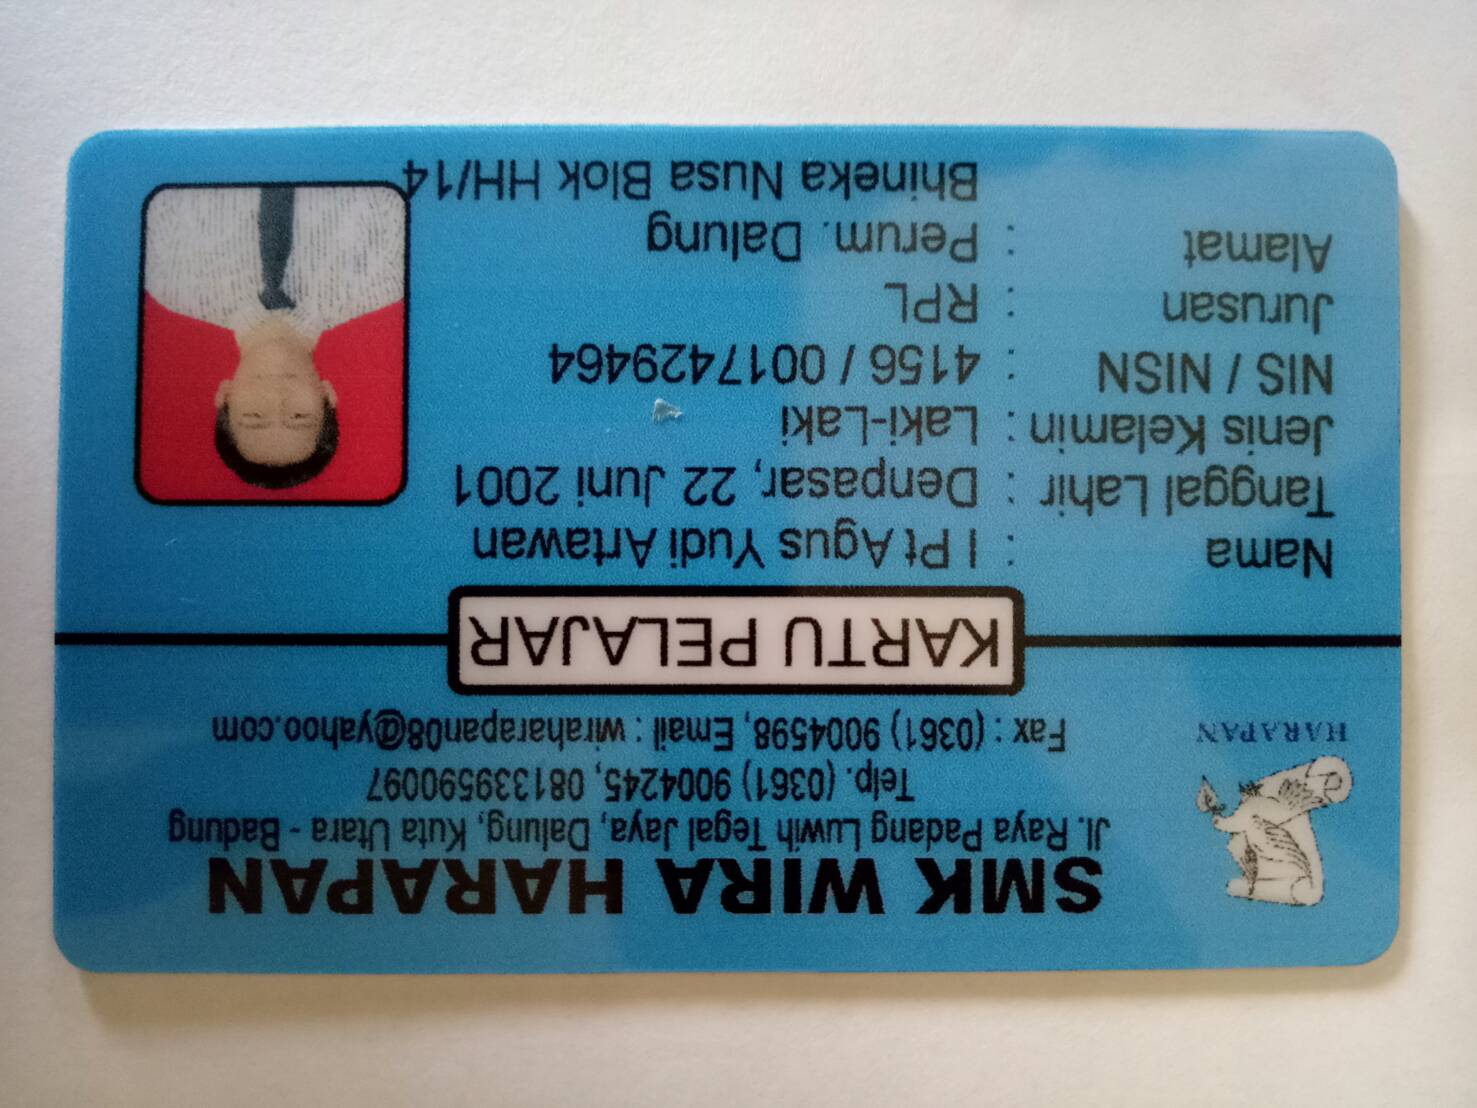 SMK WIRA HARAPAN
Jl. Raya Padang Luwih Tegal Jaya, Dalung, Kuta Utara - Badung
Telp. (0361) 9004245, 081339590097
Fax : (0361) 9004598, Email : wiraharapan08@yahoo.com
HARAPAN
KARTU PELAJAR
Nama : I Pt Agus Yudi Artawan
Tanggal Lahir : Denpasar, 22 Juni 2001
Jenis Kelamin : Laki-Laki
NIS / NISN : 4156 / 0017429464
Jurusan : RPL
Alamat : Perum. Dalung
Bhineka Nusa Blok HH/14